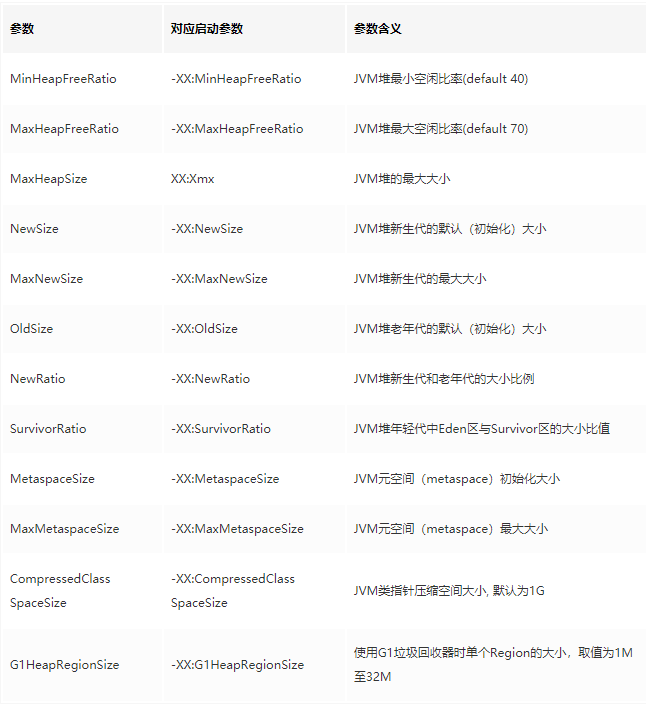 参数 对应启动参数 参数含义
MinHeapFreeRatio -XX:MinHeapFreeRatio JVM堆最小空闲比率(default 40)
MaxHeapFreeRatio -XX:MaxHeapFreeRatio JVM堆最大空闲比率(default 70)
MaxHeapSize XX:Xmx JVM堆的最大大小
NewSize -XX:NewSize JVM堆新生代的默认（初始化）大小
MaxNewSize -XX:MaxNewSize JVM堆新生代的最大大小
OldSize -XX:OldSize JVM堆老年代的默认（初始化）大小
NewRatio -XX:NewRatio JVM堆新生代和老年代的大小比例
SurvivorRatio -XX:SurvivorRatio JVM堆年轻代中Eden区与Survivor区的大小比值
MetaspaceSize -XX:MetaspaceSize JVM元空间（metaspace）初始化大小
MaxMetaspaceSize -XX:MaxMetaspaceSize JVM元空间（metaspace）最大大小
CompressedClass
SpaceSize
-XX:CompressedClass
SpaceSize
JVM类指针压缩空间大小, 默认为1G
G1HeapRegionSize -XX:G1HeapRegionSize 使用G1垃圾回收器时单个Region的大小，取值为1M
至32M